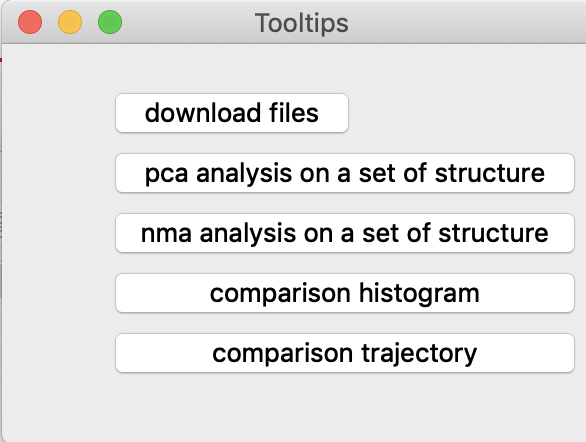 Tooltips
download files
pca analysis on a set of structure
nma analysis on a set of structure
comparison histogram
comparison trajectory